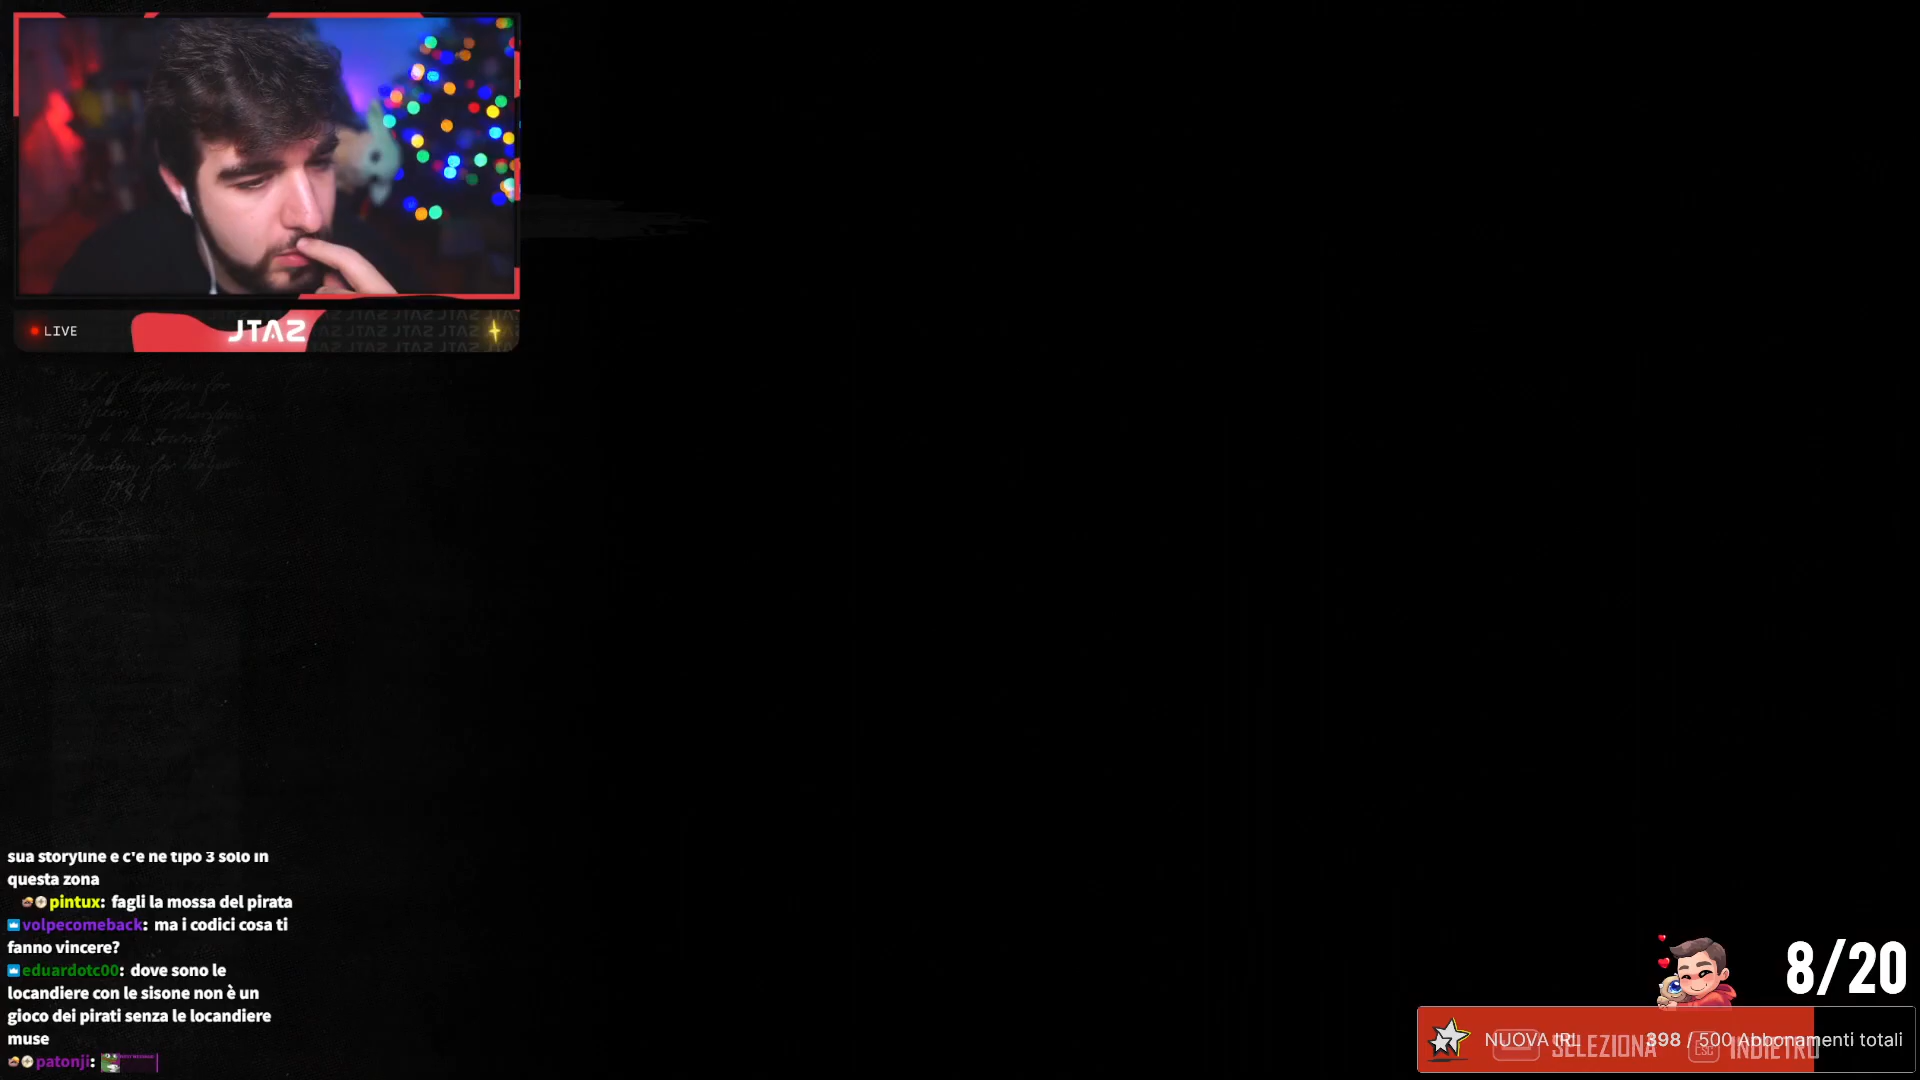 LIVE
JTAZ
sua storyline e c'e ne tipo 3 solo in
questa zona
pintux: fagli la mossa del pirata
volpecomeback: ma i codici cosa ti
fanno vincere?
eduardotc00: dove sono le
locandiere con le sisone non è un
gioco dei pirati senza le locandiere
muse
patonji:
8/20
NUOVA IRL
398 / 500 Abbonamenti totali
SELEZIONA
ESC INDIETRO